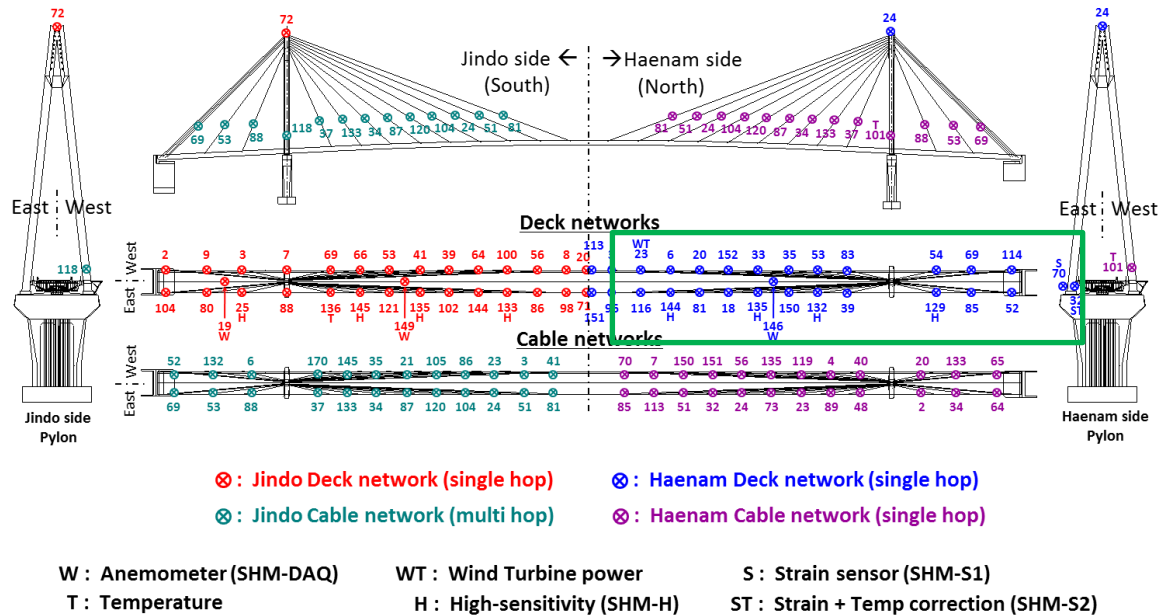 72
72
24
24
Jindo side ← → Haenam side
(South) (North)
69 53 88 118 37 133 34 87 120 104 24 51 81
81 51 24 104 120 87 34 133 37 T 101 88 53 69
East West
East West
Deck networks
118
T
101
S
70
32
ST
West
East
2 9 3 7 69 66 53 41 39 64 100 56 8 20
113 3 WT 23 6 20 152 33 35 53 83 54 69 114
104 80 25 H 88 136 T 145 H 121 135 H 102 144 133 H 86 98 71
151 96 116 144 H 81 18 135 H 150 132 H 39 129 H 85 52
19 W
149 W
146 W
Cable networks
West
East
52 132 6 170 145 35 21 105 86 23 3 41
70 7 150 151 56 135 119 4 40 20 133 65
69 53 88 37 133 34 87 120 104 24 51 81
85 113 51 32 24 73 23 89 48 2 34 64
Jindo side
Pylon
Haenam side
Pylon
: Jindo Deck network (single hop)
: Haenam Deck network (single hop)
: Jindo Cable network (multi hop)
: Haenam Cable network (single hop)
W : Anemometer (SHM-DAQ)
WT : Wind Turbine power
S : Strain sensor (SHM-S1)
T : Temperature
H : High-sensitivity (SHM-H)
ST : Strain + Temp correction (SHM-S2)